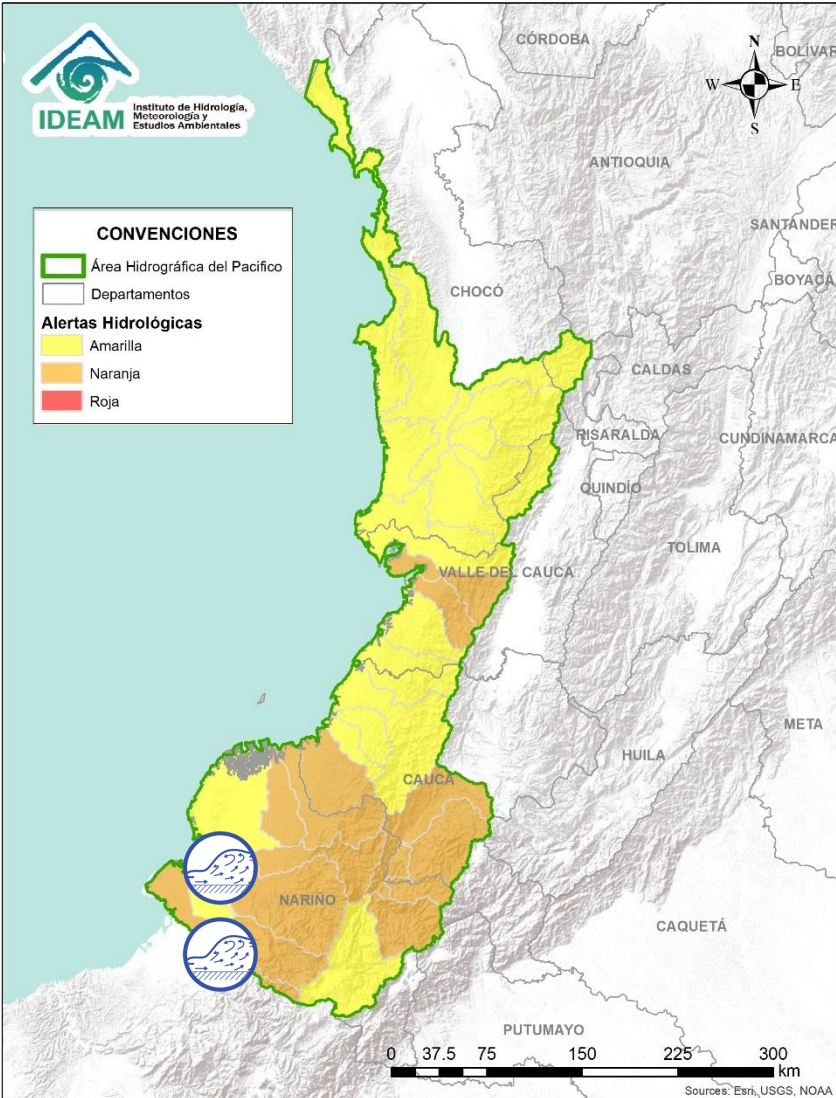 IDEAM
Instituto de Hidrología,
Meteorología y
Estudios Ambientales
CÓRDOBA
BOLÍVAR
N
W
E
S
ANTIOQUIA
SANTANDER
CONVENCIONES
Área Hidrográfica del Pacifico
Departamentos
Alertas Hidrológicas
Amarilla
Naranja
Roja
BOYACÁ
CHOCÓ
CALDAS
RISARALDA
CUNDINAMARCA
QUINDÍO
TOLIMA
VALLE DEL CAUCA
META
HUILA
CAUCA
NARIÑO
CAQUETÁ
PUTUMAYO
0 37.5 75 150 225 300
km
Sources: Esri, USGS, NOAA